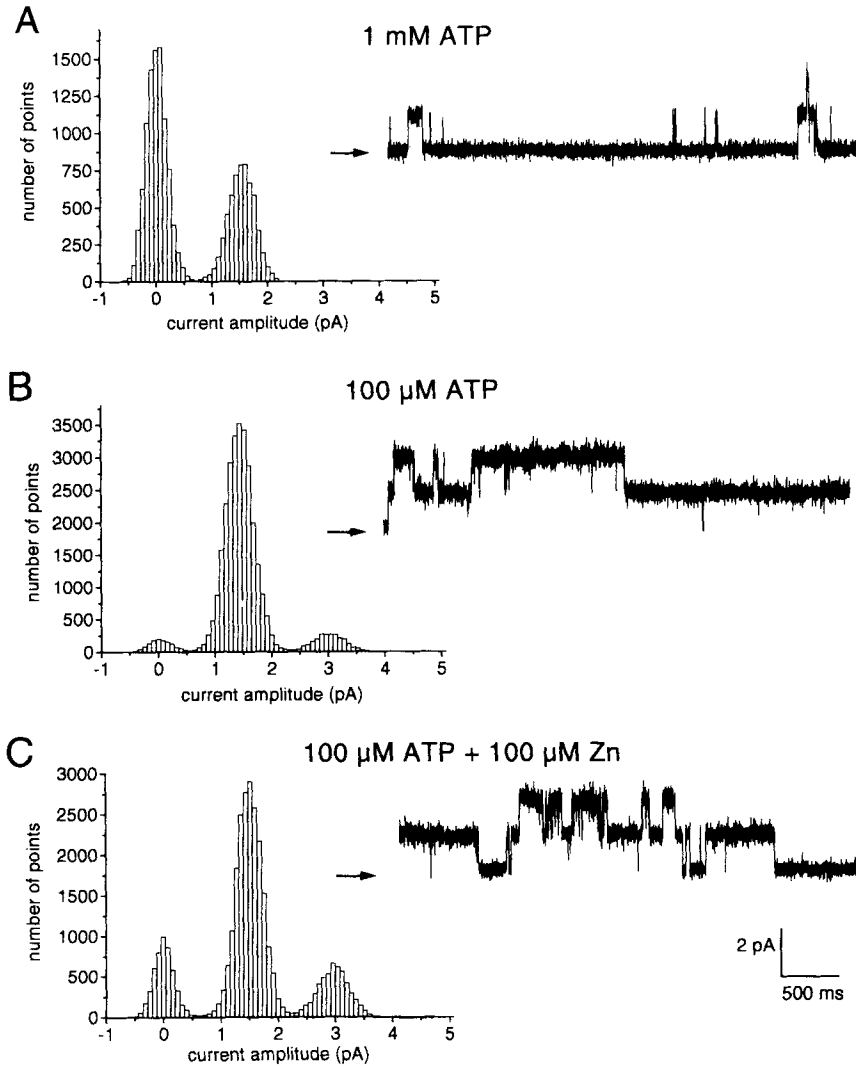 A
1 mM ATP
number of points
1500
1250
1000
750
500
250
0
-1 0 1 2 3 4 5
current amplitude (pA)
B
100 µM ATP
number of points
3500
3000
2500
2000
1500
1000
500
0
-1 0 1 2 3 4 5
current amplitude (pA)
C
100 µM ATP + 100 µM Zn
number of points
3000
2500
2000
1500
1000
500
0
-1 0 1 2 3 4 5
current amplitude (pA)
2 pA
500 ms